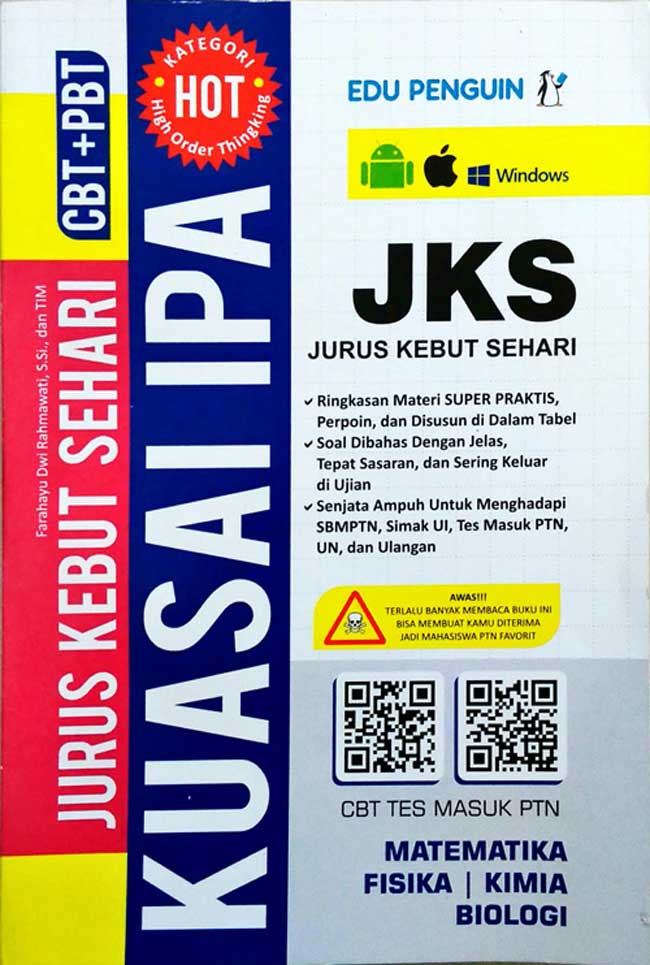 CBT+PBT
JURUS KEBUT SEHARI
Farahayu Dwi Rahmawati, S.Si., dan TIM
KUASAI IPA
KATEGORI
HOT
High Order Thingking
EDU PENGUIN
Windows
JKS
JURUS KEBUT SEHARI
Ringkasan Materi SUPER PRAKTIS,
Perpoin, dan Disusun di Dalam Tabel
Soal Dibahas Dengan Jelas,
Tepat Sasaran, dan Sering Keluar
di Ujian
Senjata Ampuh Untuk Menghadapi
SBMPTN, Simak UI, Tes Masuk PTN,
UN, dan Ulangan
AWAS!!!
TERLALU BANYAK MEMBACA BUKU INI
BISA MEMBUAT KAMU DITERIMA
JADI MAHASISWA PTN FAVORIT
CBT TES MASUK PTN
MATEMATIKA
FISIKA | KIMIA
BIOLOGI